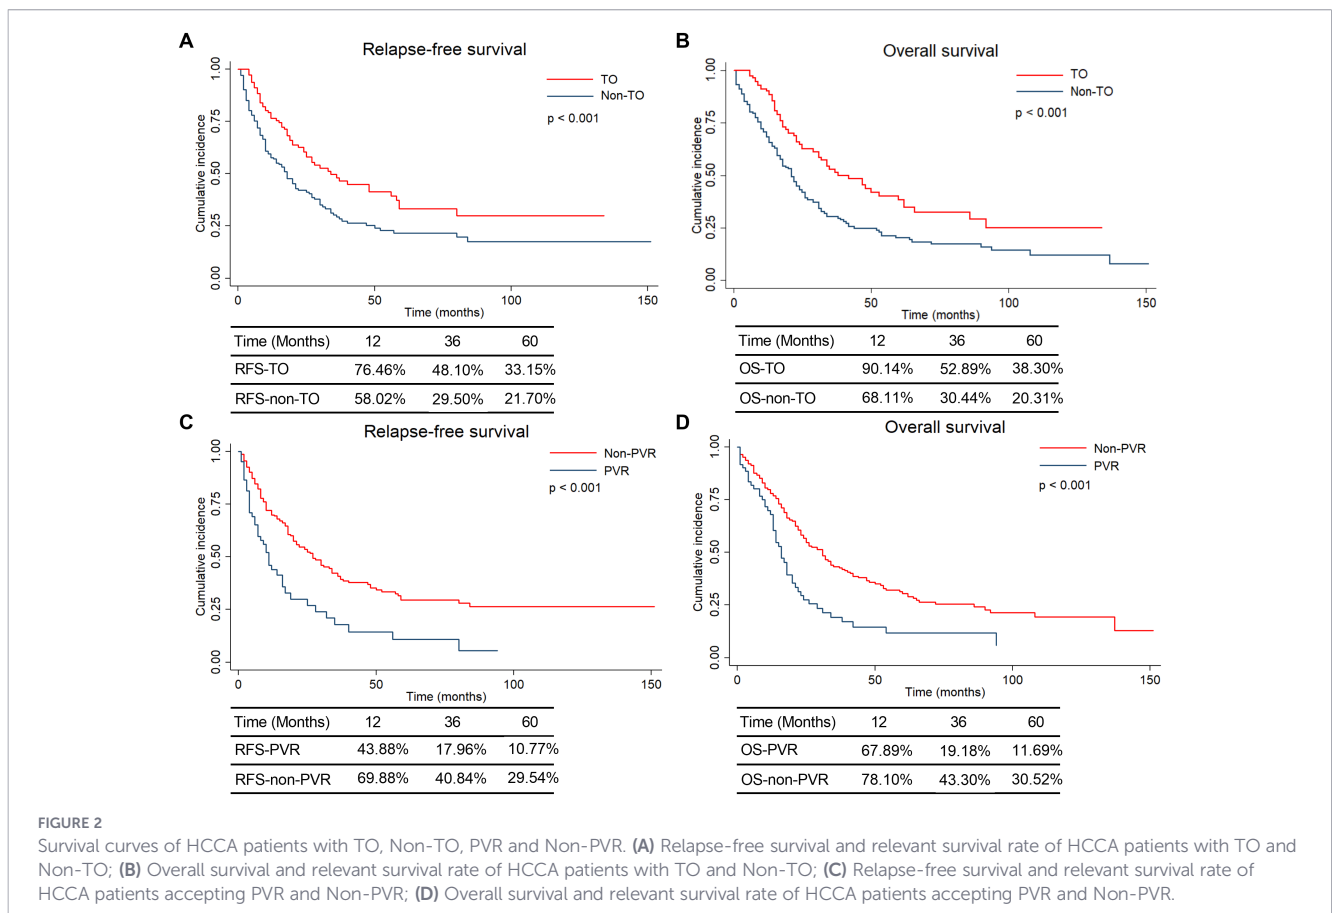 A
Relapse-free survival
TO
Non-TO
p < 0.001
Cumulative incidence
1.00
0.75
0.50
0.25
0.00
0 50 100 150
Time (months)
Time (Months) 12 36 60
RFS-TO 76.46% 48.10% 33.15%
RFS-non-TO 58.02% 29.50% 21.70%
B
Overall survival
TO
Non-TO
p < 0.001
Cumulative incidence
1.00
0.75
0.50
0.25
0.00
0 50 100 150
Time (months)
Time (Months) 12 36 60
OS-TO 90.14% 52.89% 38.30%
OS-non-TO 68.11% 30.44% 20.31%
C
Relapse-free survival
Non-PVR
PVR
p < 0.001
Cumulative incidence
1.00
0.75
0.50
0.25
0.00
0 50 100 150
Time (months)
Time (Months) 12 36 60
RFS-PVR 43.88% 17.96% 10.77%
RFS-non-PVR 69.88% 40.84% 29.54%
D
Overall survival
Non-PVR
PVR
p < 0.001
Cumulative incidence
1.00
0.75
0.50
0.25
0.00
0 50 100 150
Time (months)
Time (Months) 12 36 60
OS-PVR 67.89% 19.18% 11.69%
OS-non-PVR 78.10% 43.30% 30.52%
FIGURE 2
Survival curves of HCCA patients with TO, Non-TO, PVR and Non-PVR. (A) Relapse-free survival and relevant survival rate of HCCA patients with TO and
Non-TO; (B) Overall survival and relevant survival rate of HCCA patients with TO and Non-TO; (C) Relapse-free survival and relevant survival rate of
HCCA patients accepting PVR and Non-PVR; (D) Overall survival and relevant survival rate of HCCA patients accepting PVR and Non-PVR.